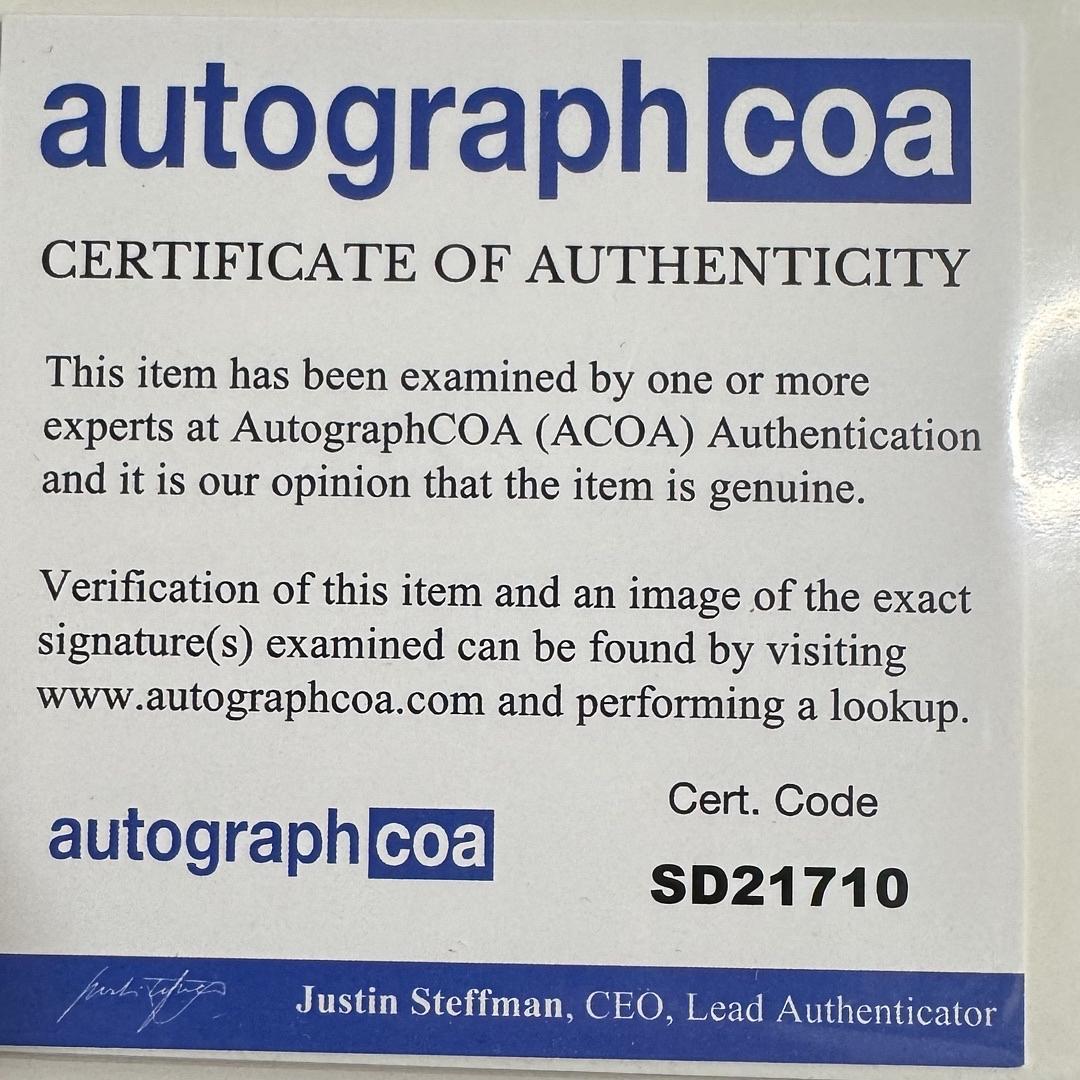 autographcoa
CERTIFICATE OF AUTHENTICITY
This item has been examined by one or more
experts at AutographCOA (ACOA) Authentication
and it is our opinion that the item is genuine.
Verification of this item and an image of the exact
signature(s) examined can be found by visiting
www.autographcoa.com and performing a lookup.
Cert. Code
autographcoa
SD21710
Justin Steffman, CEO, Lead Authenticator